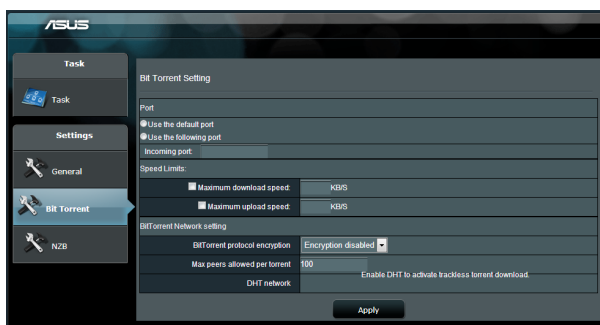 ASUS
Task
Task
Settings
General
Bit Torrent
NZB
Bit Torrent Setting
Port
Use the default port
Use the following port
Incoming port:
Speed Limits:
Maximum download speed: KB/S
Maximum upload speed: KB/S
BitTorrent Network setting
BitTorrent protocol encryption Encryption disabled
Max peers allowed per torrent 100
DHT network Enable DHT to activate trackless torrent download.
Apply